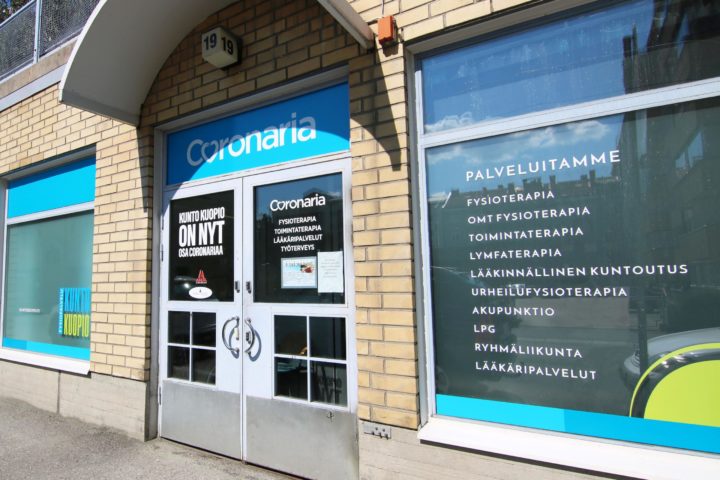 19 19
Coronaria
KUNTO KUOPIO
ON NYT
OSA CORONARIAA
Coronaria
FYSIOTERAPIA
TOIMINTATERAPIA
LÄÄKÄRIPALVELUT
TYÖTERVEYS
KUNTO
KUOPIO
PALVELUITAMME
FYSIOTERAPIA
OMT FYSIOTERAPIA
TOIMINTATERAPIA
LYMFATERAPIA
LÄÄKINNÄLLINEN KUNTOUTUS
URHEILUFYSIOTERAPIA
AKUPUNKTIO
LPG
RYHMÄLIIKUNTA
LÄÄKÄRIPALVELUT